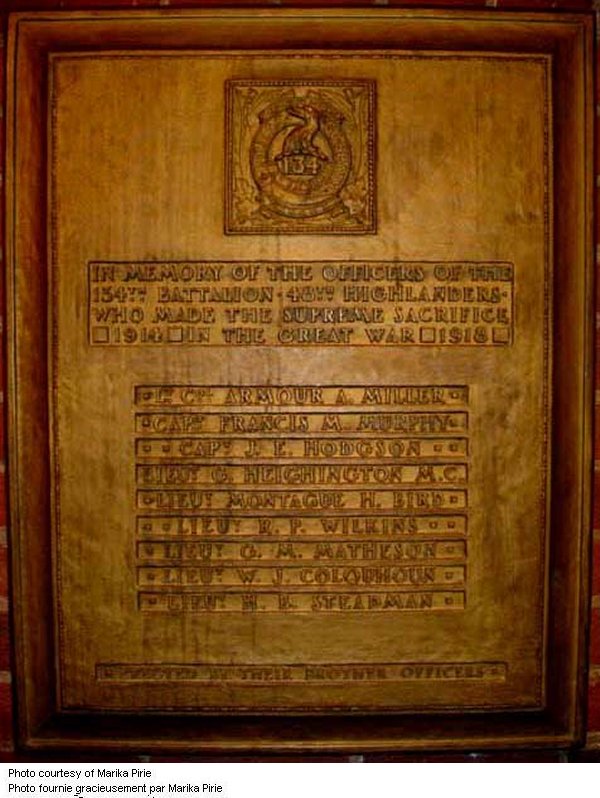 134
IN MEMORY OF THE OFFICERS OF THE
134TH BATTALION · 48TH HIGHLANDERS ·
WHO MADE THE SUPREME SACRIFICE
1914 IN THE GREAT WAR 1918
· LT COL ARMOUR A. MILLER ·
· CAPT FRANCIS M. MURPHY ·
· · CAPT J. E. HODGSON · ·
LIEUT G. HEIGHINGTON M.C.
· LIEUT MONTAGUE H. BIRD ·
· · LIEUT R. P. WILKINS · ·
· LIEUT G. M. MATHESON ·
· LIEUT W. J. COLQUHOUN ·
· LIEUT H. STEADMAN ·
· ERECTED BY THEIR BROTHER OFFICERS ·
Photo courtesy of Marika Pirie
Photo fournie gracieusement par Marika Pirie